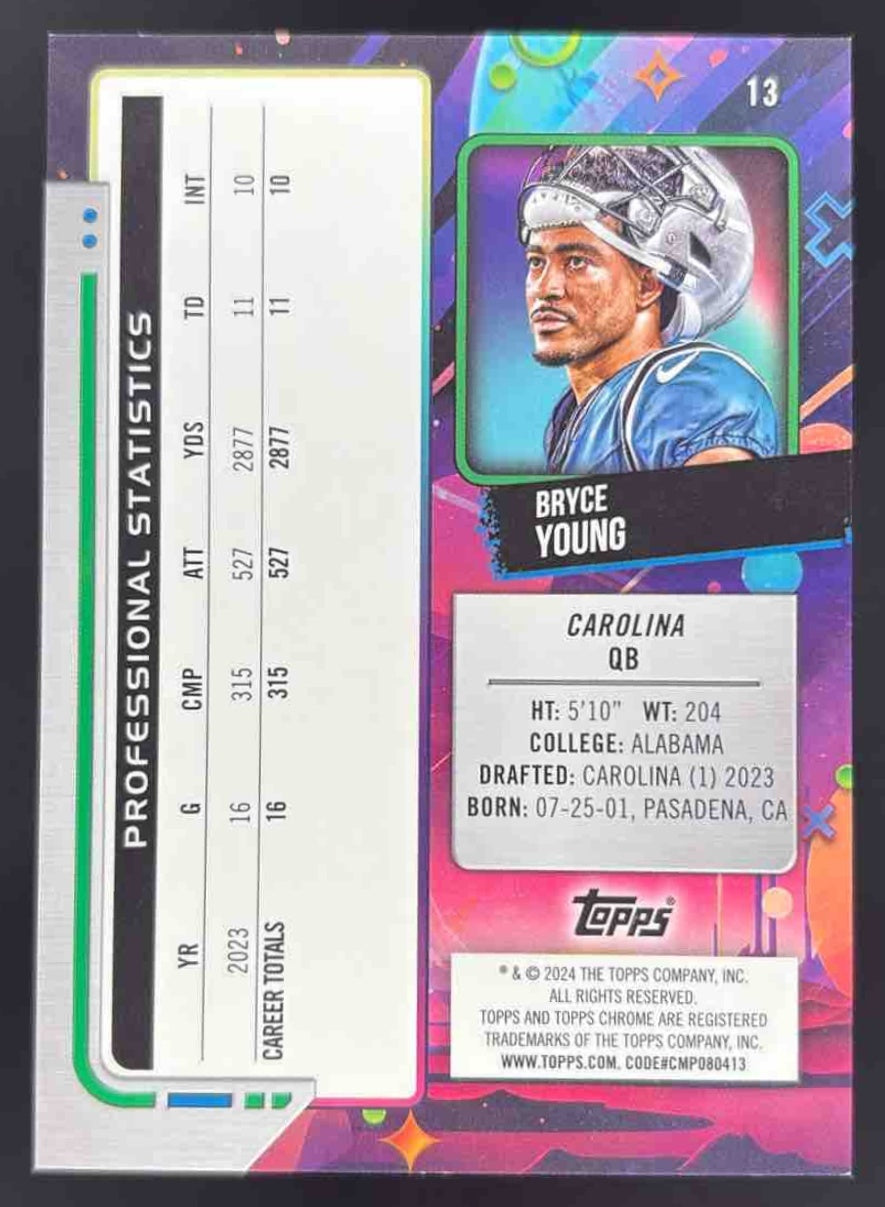 13
BRYCE
YOUNG
CAROLINA
QB
HT: 5'10" WT: 204
COLLEGE: ALABAMA
DRAFTED: CAROLINA (1) 2023
BORN: 07-25-01, PASADENA, CA
Topps®
® & © 2024 THE TOPPS COMPANY, INC.
ALL RIGHTS RESERVED.
TOPPS AND TOPPS CHROME ARE REGISTERED
TRADEMARKS OF THE TOPPS COMPANY, INC.
WWW.TOPPS.COM. CODE#CMP080413
PROFESSIONAL STATISTICS
YR G CMP ATT YDS TD INT
2023 16 315 527 2877 11 10
CAREER TOTALS 16 315 527 2877 11 10